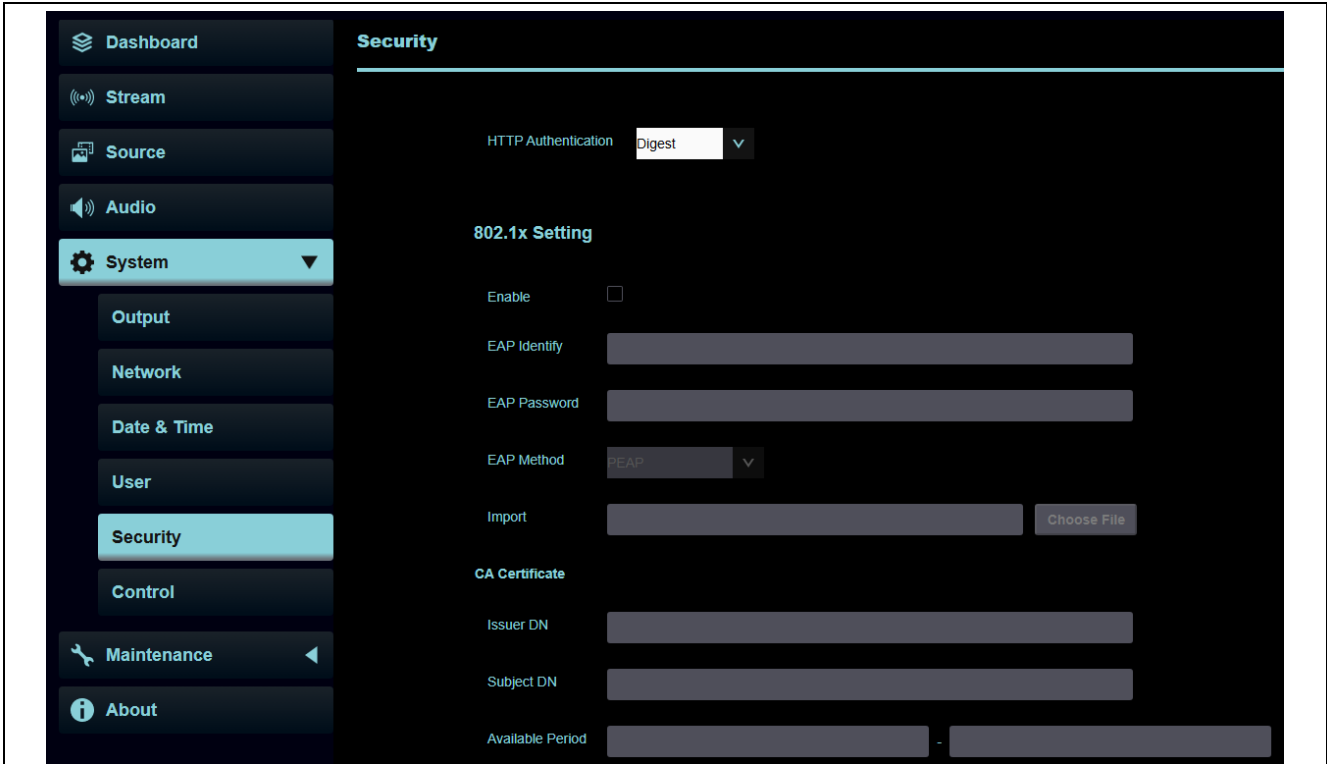 Dashboard
Stream
Source
Audio
System
Output
Network
Date & Time
User
Security
Control
Maintenance
About
Security
HTTP Authentication Digest
802.1x Setting
Enable
EAP Identify
EAP Password
EAP Method PEAP
Import Choose File
CA Certificate
Issuer DN
Subject DN
Available Period -